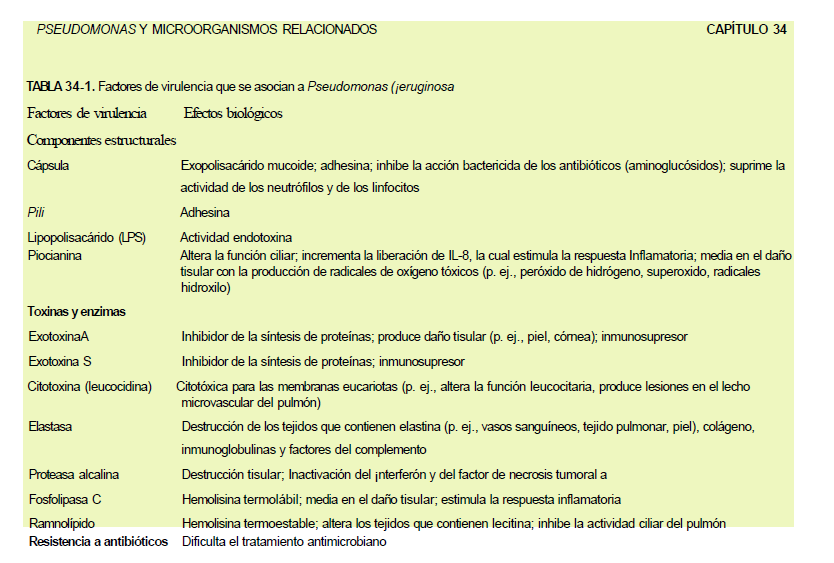 PSEUDOMONAS Y MICROORGANISMOS RELACIONADOS CAPÍTULO 34
TABLA 34-1. Factores de virulencia que se asocian a Pseudomonas (¡eruginosa
Factores de virulencia Efectos biológicos
Componentes estructurales
Cápsula Exopolisacárido mucoide; adhesina; inhibe la acción bactericida de los antibióticos (aminoglucósidos); suprime la
actividad de los neutrófilos y de los linfocitos
Pili Adhesina
Lipopolisacárido (LPS) Actividad endotoxina
Piocianina Altera la función ciliar; incrementa la liberación de IL-8, la cual estimula la respuesta Inflamatoria; media en el daño
tisular con la producción de radicales de oxígeno tóxicos (p. ej., peróxido de hidrógeno, superoxido, radicales
hidroxilo)
Toxinas y enzimas
ExotoxinaA Inhibidor de la síntesis de proteínas; produce daño tisular (p. ej., piel, córnea); inmunosupresor
Exotoxina S Inhibidor de la síntesis de proteínas; inmunosupresor
Citotoxina (leucocidina) Citotóxica para las membranas eucariotas (p. ej., altera la función leucocitaria, produce lesiones en el lecho
microvascular del pulmón)
Elastasa Destrucción de los tejidos que contienen elastina (p. ej., vasos sanguíneos, tejido pulmonar, piel), colágeno,
inmunoglobulinas y factores del complemento
Proteasa alcalina Destrucción tisular; Inactivación del ¡nterferón y del factor de necrosis tumoral a
Fosfolipasa C Hemolisina termolábil; media en el daño tisular; estimula la respuesta inflamatoria
Ramnolípido Hemolisina termoestable; altera los tejidos que contienen lecitina; inhibe la actividad ciliar del pulmón
Resistencia a antibióticos Dificulta el tratamiento antimicrobiano